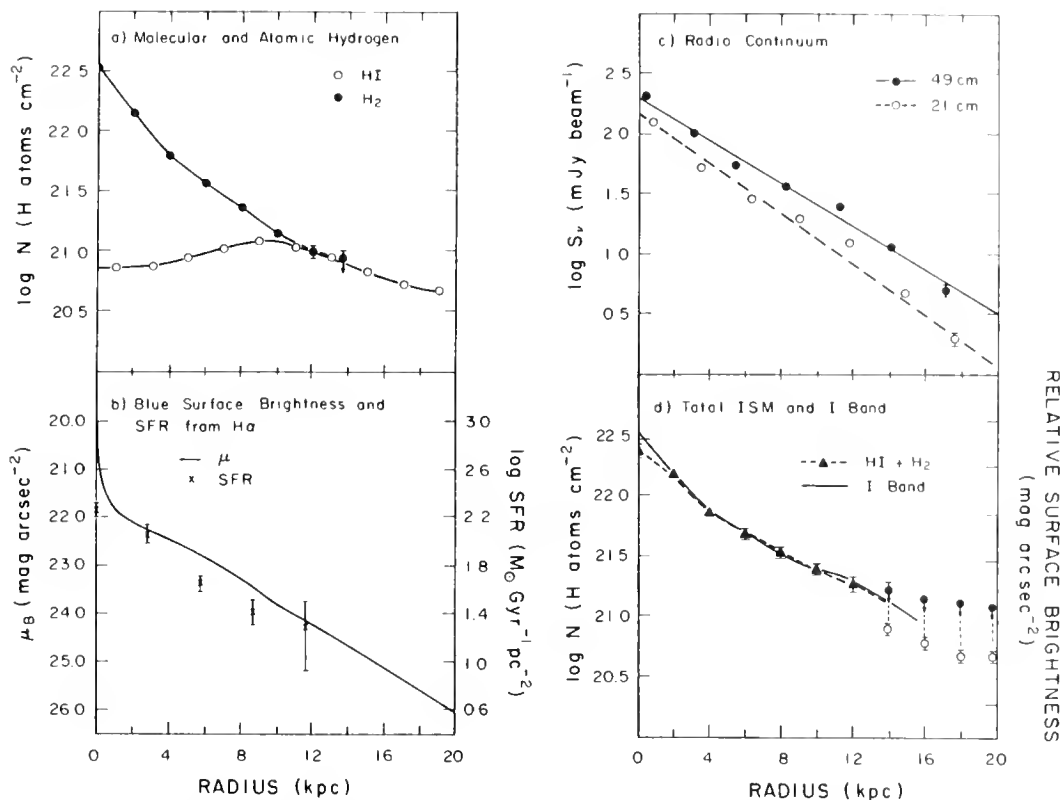 a) Molecular and Atomic Hydrogen
HI
H2
22.5
22.0
21.5
21.0
20.5
log N (H atoms cm−2)
b) Blue Surface Brightness and
SFR from Hα
μ
SFR
20.0
21.0
22.0
23.0
24.0
25.0
26.0
μB (mag arcsec−2)
3.0
2.6
2.2
1.8
1.4
1.0
0.6
log SFR (M⊙ Gyr−1 pc−2)
0 4 8 12 16 20
RADIUS (kpc)
c) Radio Continuum
49 cm
21 cm
2.5
2.0
1.5
1.0
0.5
log Sν (mJy beam−1)
d) Total ISM and I Band
HI + H2
I Band
22.5
22.0
21.5
21.0
20.5
log N (H atoms cm−2)
RELATIVE SURFACE BRIGHTNESS
(mag arcsec−2)
0 4 8 12 16 20
RADIUS (kpc)